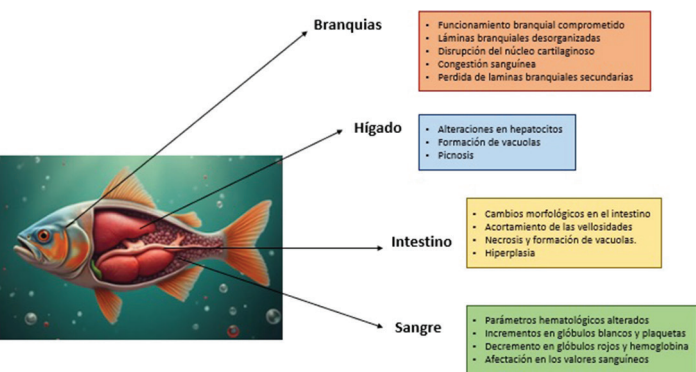 Branquias
• Funcionamiento branquial comprometido
• Láminas branquiales desorganizadas
• Disrupción del núcleo cartilaginoso
• Congestión sanguínea
• Perdida de laminas branquiales secundarias
Hígado
• Alteraciones en hepatocitos
• Formación de vacuolas
• Picnosis
Intestino
• Cambios morfológicos en el intestino
• Acortamiento de las vellosidades
• Necrosis y formación de vacuolas.
• Hiperplasia
Sangre
• Parámetros hematológicos alterados
• Incrementos en glóbulos blancos y plaquetas
• Decremento en glóbulos rojos y hemoglobina
• Afectación en los valores sanguíneos